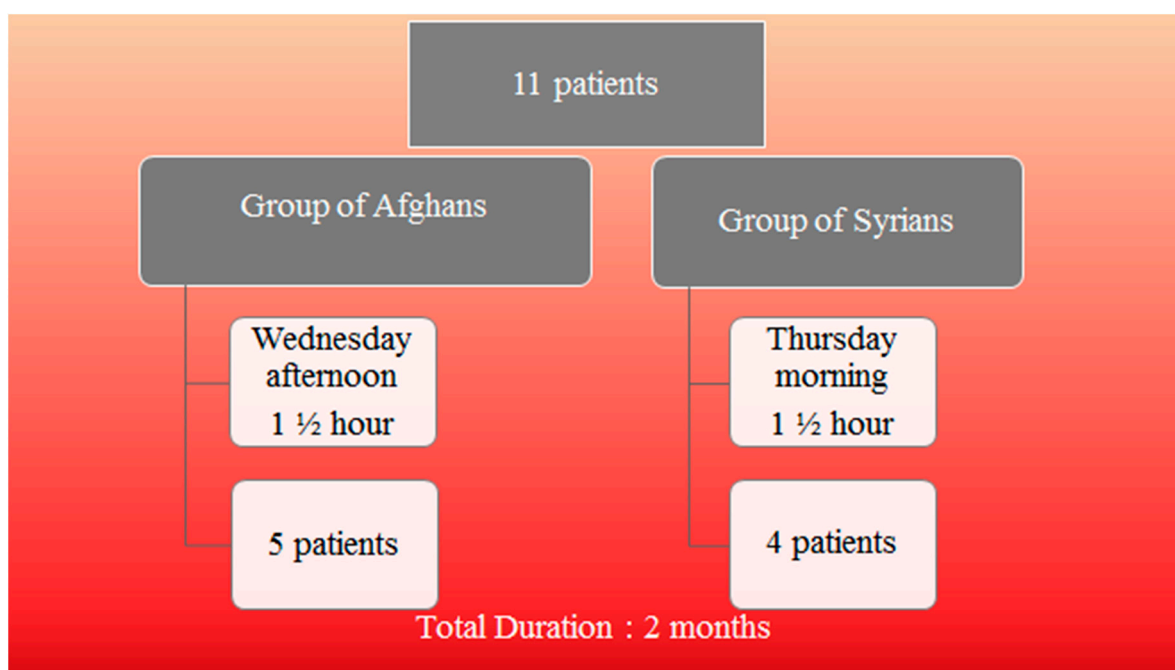 11 patients
Group of Afghans
Group of Syrians
Wednesday
afternoon
1 ½ hour
Thursday
morning
1 ½ hour
5 patients
4 patients
Total Duration : 2 months